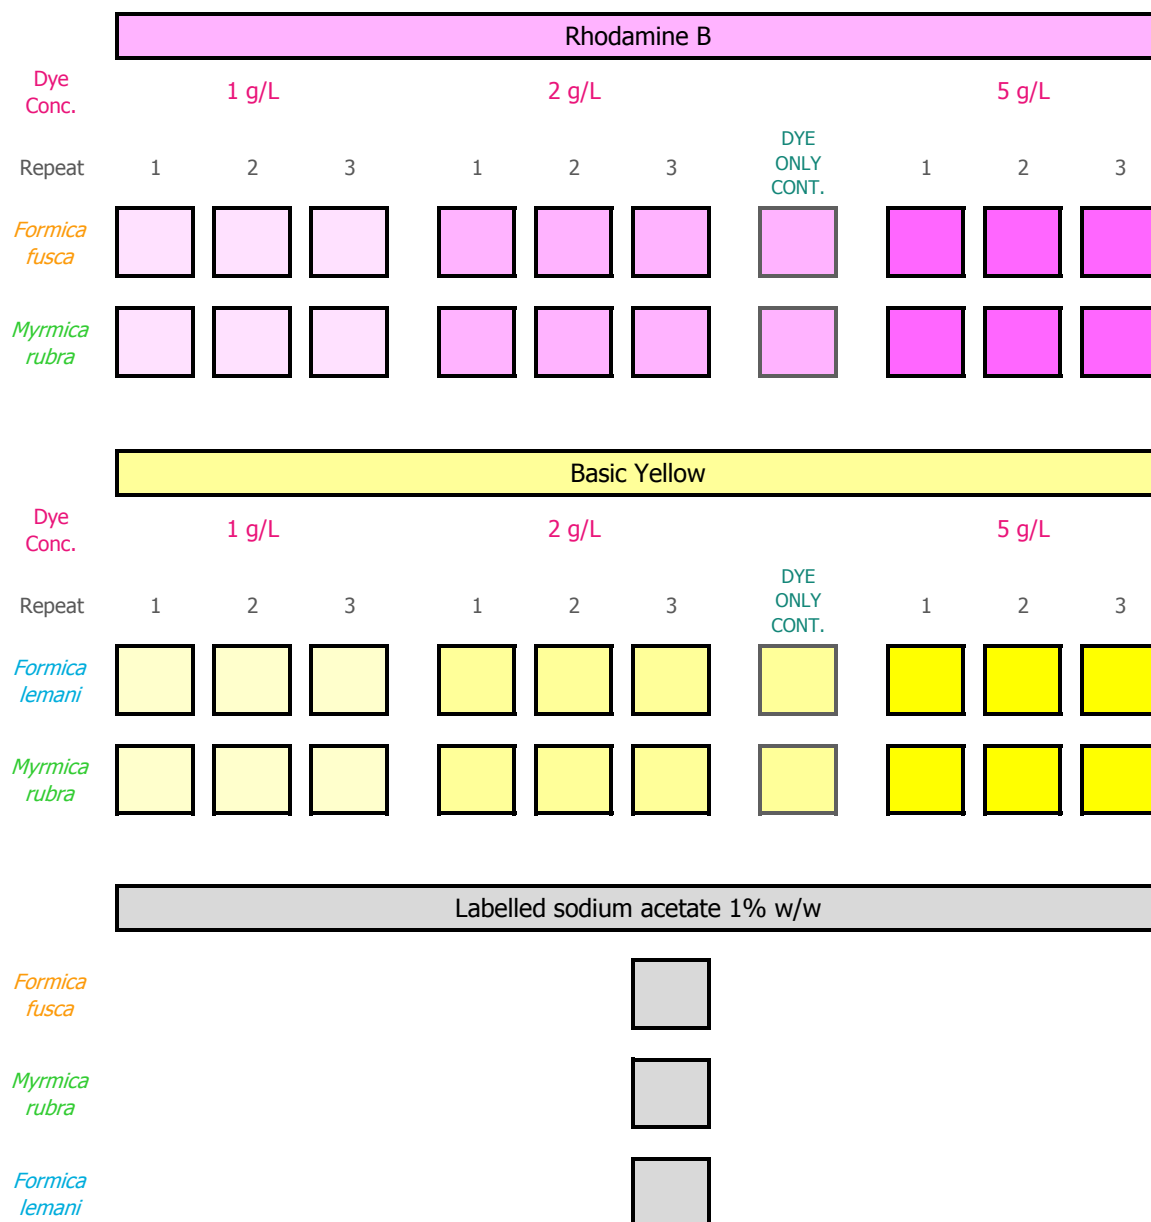 Rhodamine B
Dye
Conc.
1 g/L
2 g/L
5 g/L
Repeat
1
2
3
1
2
3
DYE
ONLY
CONT.
1
2
3
Formica
fusca
Myrmica
rubra
Basic Yellow
Dye
Conc.
1 g/L
2 g/L
5 g/L
Repeat
1
2
3
1
2
3
DYE
ONLY
CONT.
1
2
3
Formica
lemani
Myrmica
rubra
Labelled sodium acetate 1% w/w
Formica
fusca
Myrmica
rubra
Formica
lemani